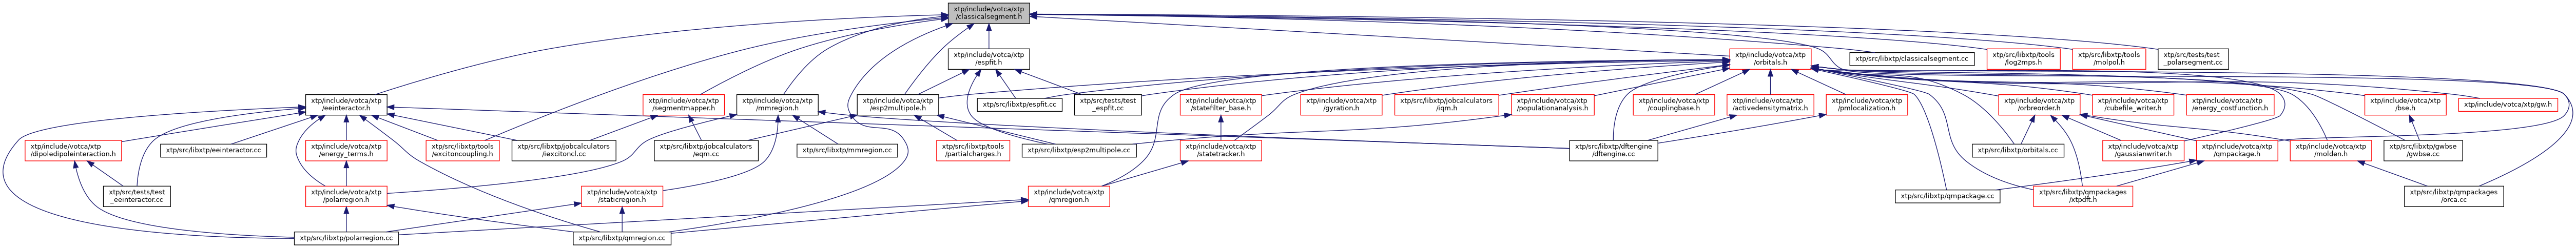 xtp/include/votca/xtp
/classicalsegment.h
xtp/include/votca/xtp
/espfit.h
xtp/include/votca/xtp
/orbitals.h
xtp/src/libxtp/classicalsegment.cc
xtp/src/libxtp/tools
/log2mps.h
xtp/src/libxtp/tools
/molpol.h
xtp/src/tests/test
_polarsegment.cc
xtp/include/votca/xtp
/eeinteractor.h
xtp/include/votca/xtp
/segmentmapper.h
xtp/include/votca/xtp
/mmregion.h
xtp/include/votca/xtp
/esp2multipole.h
xtp/src/libxtp/espfit.cc
xtp/src/tests/test
_espfit.cc
xtp/include/votca/xtp
/statefilter_base.h
xtp/include/votca/xtp
/gyration.h
xtp/src/libxtp/jobcalculators
/iqm.h
xtp/include/votca/xtp
/populationanalysis.h
xtp/include/votca/xtp
/couplingbase.h
xtp/include/votca/xtp
/activedensitymatrix.h
xtp/include/votca/xtp
/pmlocalization.h
xtp/include/votca/xtp
/orbreorder.h
xtp/include/votca/xtp
/cubefile_writer.h
xtp/include/votca/xtp
/energy_costfunction.h
xtp/include/votca/xtp
/bse.h
xtp/include/votca/xtp/gw.h
xtp/include/votca/xtp
/dipoledipoleinteraction.h
xtp/src/libxtp/eeinteractor.cc
xtp/include/votca/xtp
/energy_terms.h
xtp/src/libxtp/tools
/excitoncoupling.h
xtp/src/libxtp/jobcalculators
/iexcitoncl.cc
xtp/src/libxtp/jobcalculators
/eqm.cc
xtp/src/libxtp/mmregion.cc
xtp/src/libxtp/tools
/partialcharges.h
xtp/src/libxtp/esp2multipole.cc
xtp/include/votca/xtp
/statetracker.h
xtp/src/libxtp/dftengine
/dftengine.cc
xtp/src/libxtp/orbitals.cc
xtp/include/votca/xtp
/gaussianwriter.h
xtp/include/votca/xtp
/qmpackage.h
xtp/include/votca/xtp
/molden.h
xtp/src/libxtp/gwbse
/gwbse.cc
xtp/src/tests/test
_eeinteractor.cc
xtp/include/votca/xtp
/polarregion.h
xtp/include/votca/xtp
/staticregion.h
xtp/include/votca/xtp
/qmregion.h
xtp/src/libxtp/qmpackage.cc
xtp/src/libxtp/qmpackages
/xtpdft.h
xtp/src/libxtp/qmpackages
/orca.cc
xtp/src/libxtp/polarregion.cc
xtp/src/libxtp/qmregion.cc